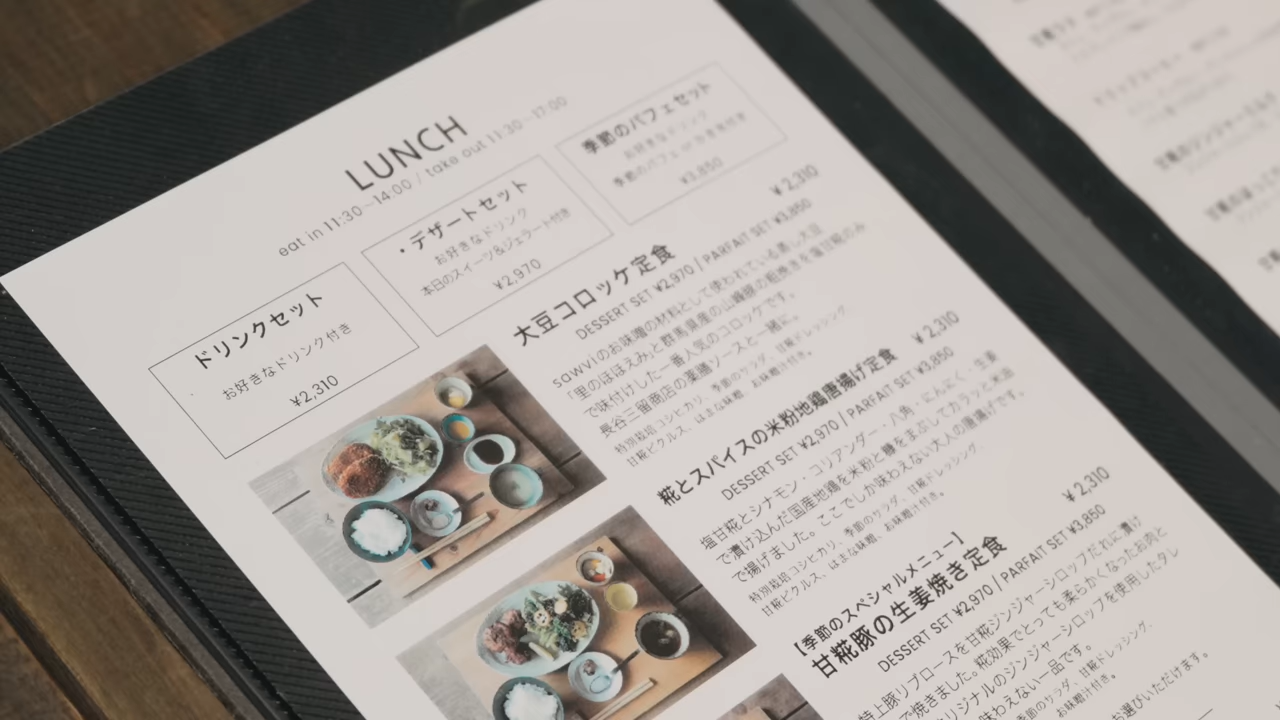 LUNCH
eat in 11:30~14:00 / take out 11:30~17:00
ドリンクセット
お好きなドリンク付き
¥2,310
・デザートセット
お好きなドリンク
本日のスイーツ&ジェラート付き
¥2,970
季節のパフェセット
お好きなドリンク
季節のパフェ or
¥3,850
大豆コロッケ定食 ¥2,310
DESSERT SET ¥2,970 / PARFAIT SET ¥3,850
sawviのお味噌の材料として使われている蒸し大豆
「里のほほえみ」と群馬県産の山麓豚の粗挽きを塩甘糀のみ
で味付けした一番人気のコロッケです。
長谷三留商店の薬膳ソースと一緒に。
特別栽培コシヒカリ、季節のサラダ、甘糀ドレッシング、
甘糀ピクルス、はまな味噌、お味噌汁付き。
糀とスパイスの米粉地鶏唐揚げ定食 ¥2,310
DESSERT SET ¥2,970 / PARFAIT SET ¥3,850
塩甘糀とシナモン・コリアンダー・八角・にんにく・生姜
で漬け込んだ国産地鶏を米粉と麹をまぶしてカラッと米油
で揚げました。ここでしか味わえない大人の唐揚げです。
特別栽培コシヒカリ、季節のサラダ、甘糀ドレッシング、
甘糀ピクルス、はまな味噌、お味噌汁付き。
【季節のスペシャルメニュー】
甘糀豚の生姜焼き定食 ¥2,310
DESSERT SET ¥2,970 / PARFAIT SET ¥3,850
特上豚リブロースを甘糀ジンジャーシロップだれに漬け
で焼きました。糀効果でとっても柔らかくなったお肉と
オリジナルのジンジャーシロップを使用したタレ
味わえない一品です。
季節のサラダ、甘糀ドレッシング、
お味噌汁付き。
お選びいただけます。